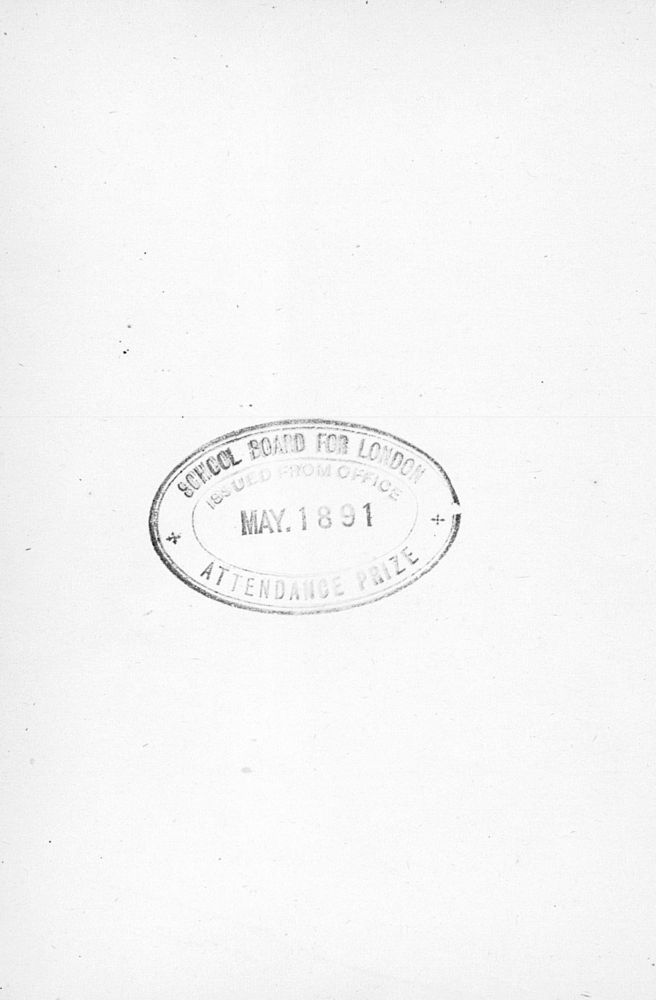 SCHOOL BOARD FOR LONDON
ISSUED FROM OFFICE
MAY. 1891
ATTENDANCE PRIZE